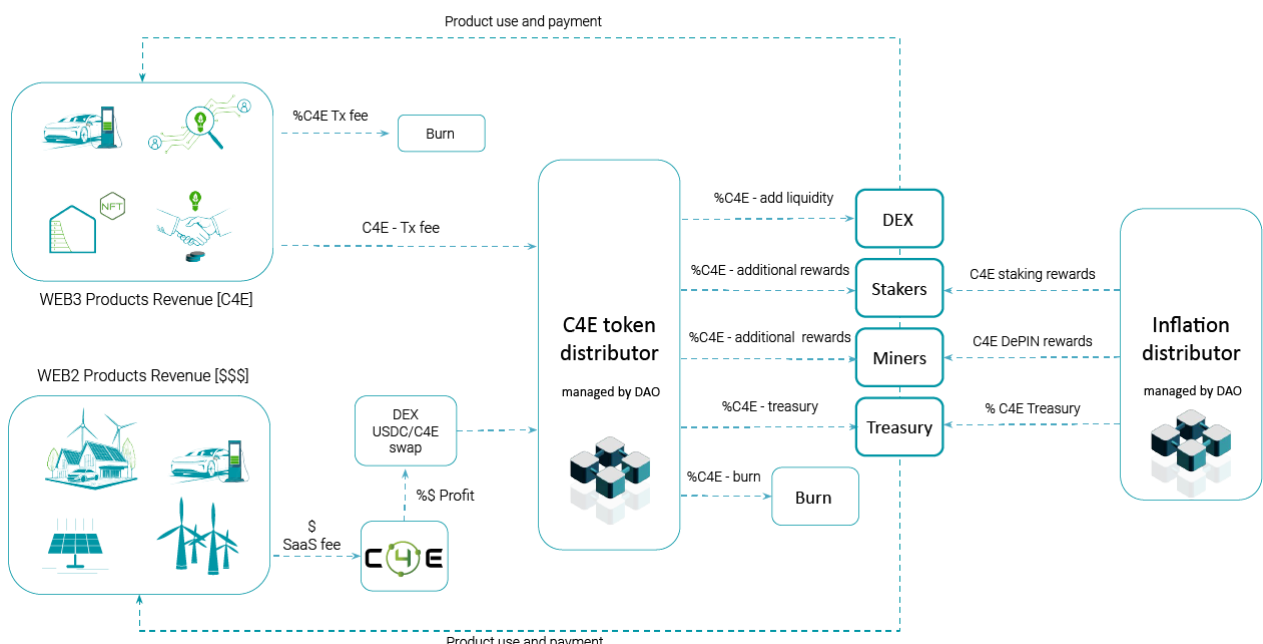 Product use and payment
%C4E Tx fee
Burn
NFT
C4E - Tx fee
WEB3 Products Revenue [C4E]
WEB2 Products Revenue [$$$]
DEX
USDC/C4E
swap
%$ Profit
$
SaaS fee
C4E
C4E token
distributor
managed by DAO
%C4E - add liquidity
DEX
%C4E - additional rewards
Stakers
C4E staking rewards
%C4E - additional rewards
Miners
C4E DePIN rewards
%C4E - treasury
Treasury
% C4E Treasury
%C4E - burn
Burn
Inflation
distributor
managed by DAO
Product use and payment